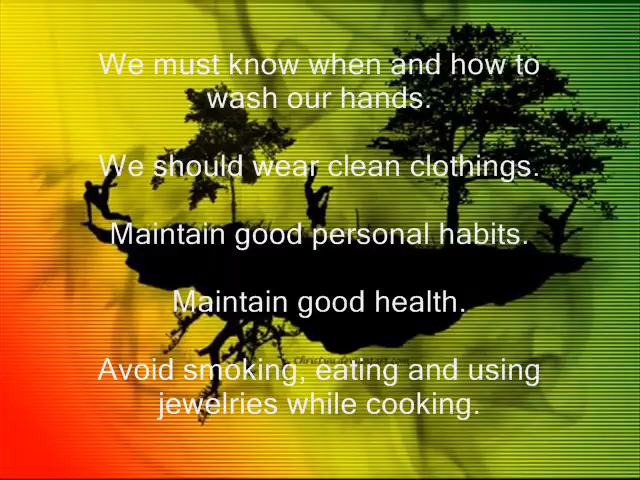 We must know when and how to
wash our hands.
We should wear clean clothings.
Maintain good personal habits.
Maintain good health.
Avoid smoking, eating and using
jewelries while cooking.